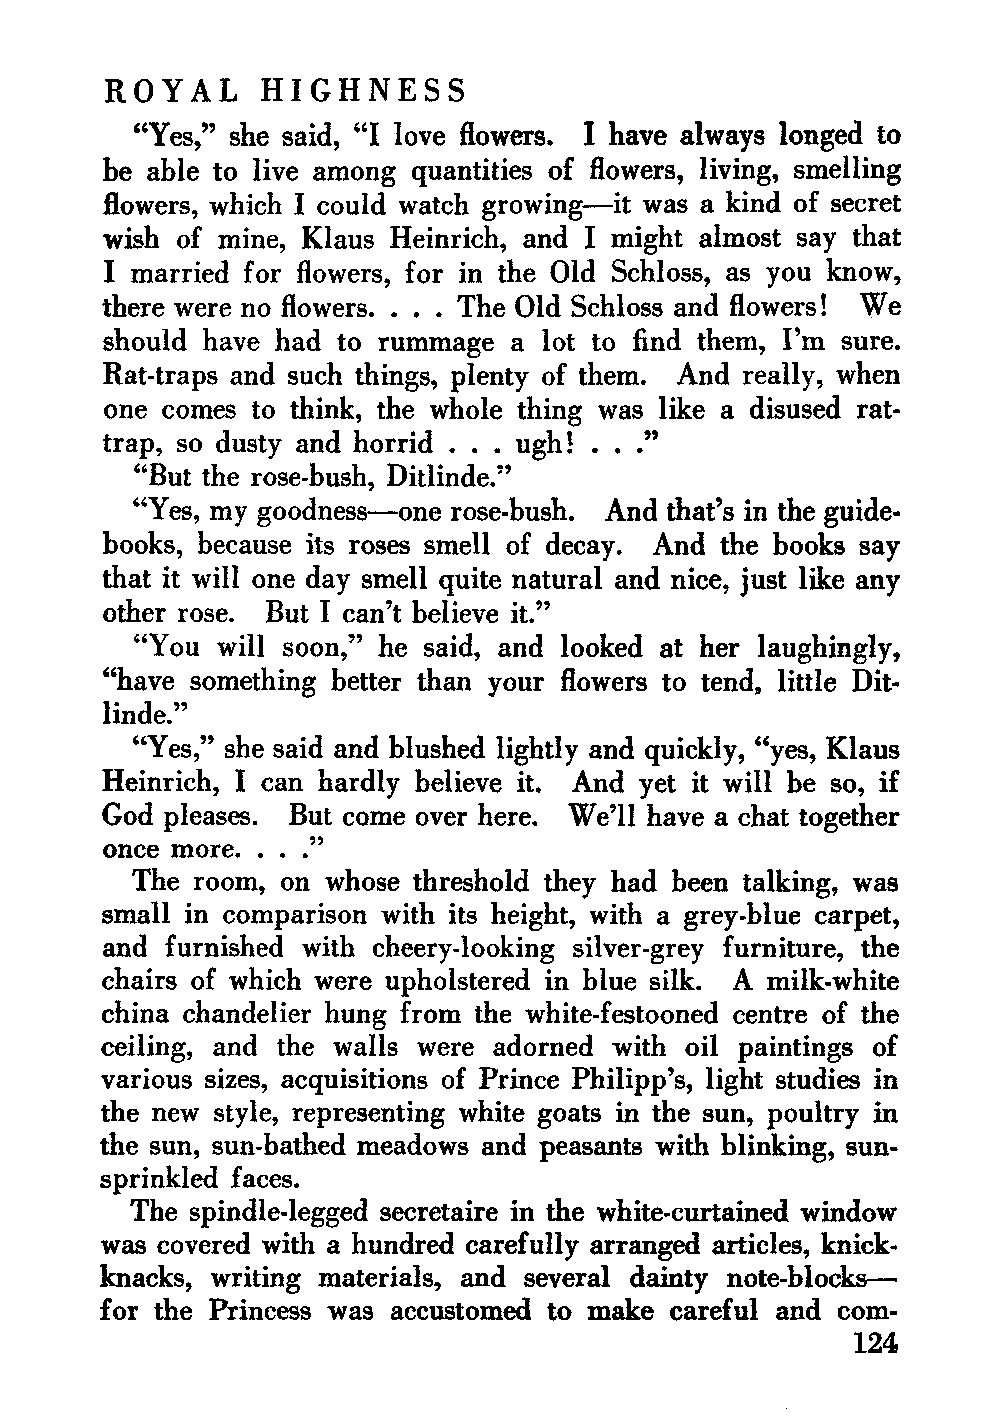 ROYAL HIGHNESS
“Yes,” she said, “I love flowers. I have always longed to
be able to live among quantities of flowers, living, smelling
flowers, which I could watch growing—it was a kind of secret
wish of mine, Klaus Heinrich, and I might almost say that
I married for flowers, for in the Old Schloss, as you know,
there were no flowers. . . . The Old Schloss and flowers! We
should have had to rummage a lot to find them, I’m sure.
Rat-traps and such things, plenty of them. And really, when
one comes to think, the whole thing was like a disused rat-
trap, so dusty and horrid . . . ugh! . . .”
“But the rose-bush, Ditlinde.”
“Yes, my goodness—one rose-bush. And that’s in the guide-
books, because its roses smell of decay. And the books say
that it will one day smell quite natural and nice, just like any
other rose. But I can’t believe it.”
“You will soon,” he said, and looked at her laughingly,
“have something better than your flowers to tend, little Dit-
linde.”
“Yes,” she said and blushed lightly and quickly, “yes, Klaus
Heinrich, I can hardly believe it. And yet it will be so, if
God pleases. But come over here. We’ll have a chat together
once more. . . .”
The room, on whose threshold they had been talking, was
small in comparison with its height, with a grey-blue carpet,
and furnished with cheery-looking silver-grey furniture, the
chairs of which were upholstered in blue silk. A milk-white
china chandelier hung from the white-festooned centre of the
ceiling, and the walls were adorned with oil paintings of
various sizes, acquisitions of Prince Philipp’s, light studies in
the new style, representing white goats in the sun, poultry in
the sun, sun-bathed meadows and peasants with blinking, sun-
sprinkled faces.
The spindle-legged secretaire in the white-curtained window
was covered with a hundred carefully arranged articles, knick-
knacks, writing materials, and several dainty note-blocks—
for the Princess was accustomed to make careful and com-
124